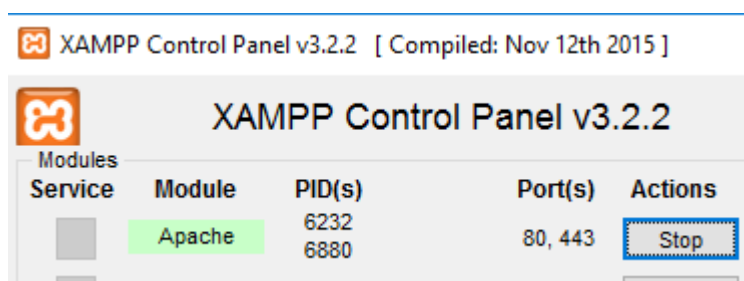 XAMPP Control Panel v3.2.2 [ Compiled: Nov 12th 2015 ]
XAMPP Control Panel v3.2.2
Modules
Service Module PID(s) Port(s) Actions
Apache 6232 6880 80, 443 Stop